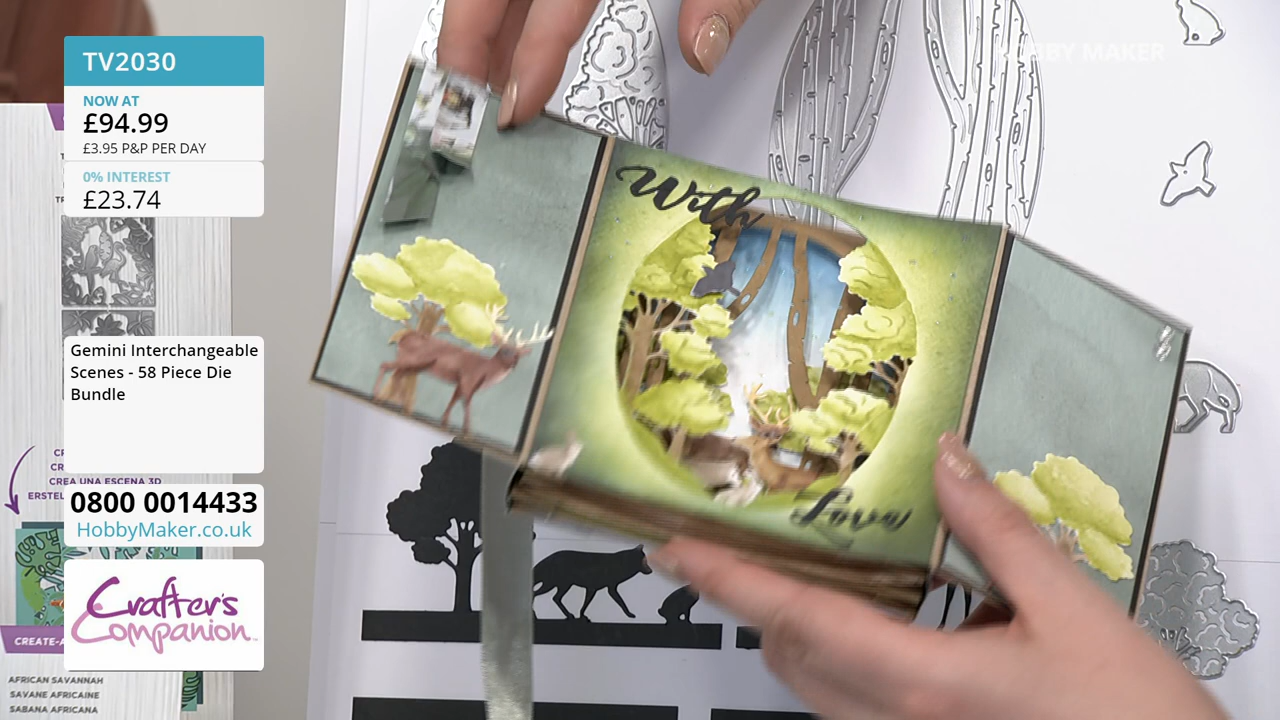 TV2030
NOW AT
£94.99
£3.95 P&P PER DAY
0% INTEREST
£23.74
Gemini Interchangeable
Scenes - 58 Piece Die
Bundle
0800 0014433
HobbyMaker.co.uk
Crafter's
Companion
HOBBY MAKER
With
Love
CREA UNA ESCENA 3D
AFRICAN SAVANNAH
SAVANE AFRICAINE
SABANA AFRICANA